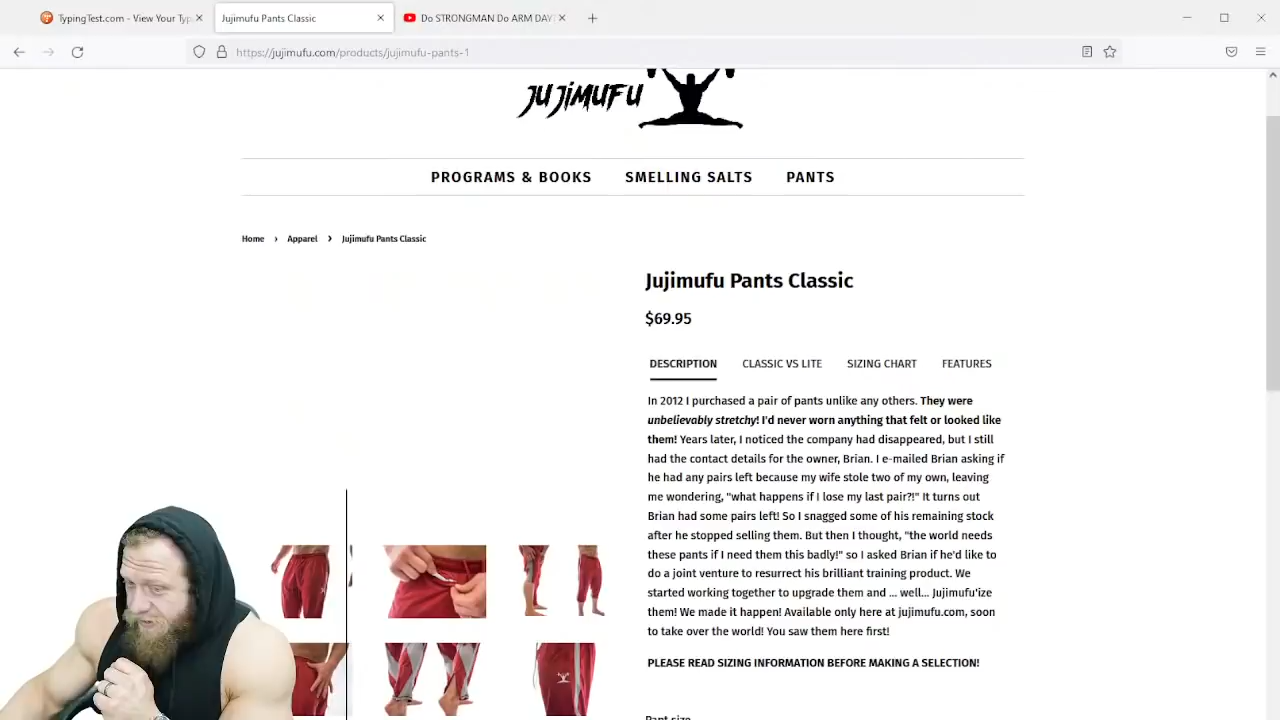 TypingTest.com - View Your Typ
Jujimufu Pants Classic
Do STRONGMAN Do ARM DAY
https://jujimufu.com/products/jujimufu-pants-1
JUJIMUFU
PROGRAMS & BOOKS SMELLING SALTS PANTS
Home › Apparel › Jujimufu Pants Classic
Jujimufu Pants Classic
$69.95
DESCRIPTION CLASSIC VS LITE SIZING CHART FEATURES
In 2012 I purchased a pair of pants unlike any others. They were
unbelievably stretchy! I'd never worn anything that felt or looked like
them! Years later, I noticed the company had disappeared, but I still
had the contact details for the owner, Brian. I e-mailed Brian asking if
he had any pairs left because my wife stole two of my own, leaving
me wondering, "what happens if I lose my last pair?!" It turns out
Brian had some pairs left! So I snagged some of his remaining stock
after he stopped selling them. But then I thought, "the world needs
these pants if I need them this badly!" so I asked Brian if he'd like to
do a joint venture to resurrect his brilliant training product. We
started working together to upgrade them and ... well... Jujimufu'ize
them! We made it happen! Available only here at jujimufu.com, soon
to take over the world! You saw them here first!
PLEASE READ SIZING INFORMATION BEFORE MAKING A SELECTION!
Pant size